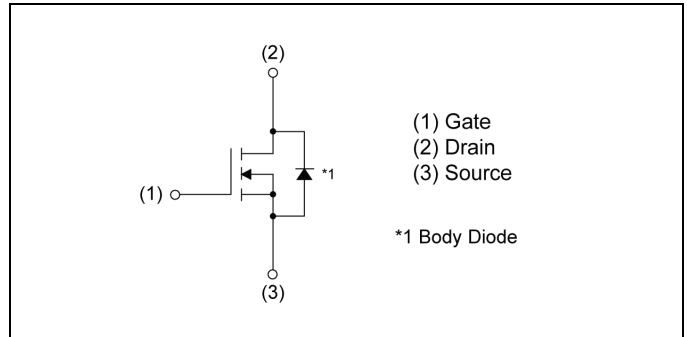 (2)
(1) Gate
(2) Drain
(3) Source
*1
(1)
*1 Body Diode
(3)